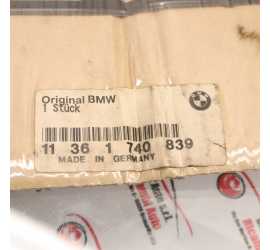 Original BMW
1 Stück
11 36 1 740 839
MADE IN GERMANY